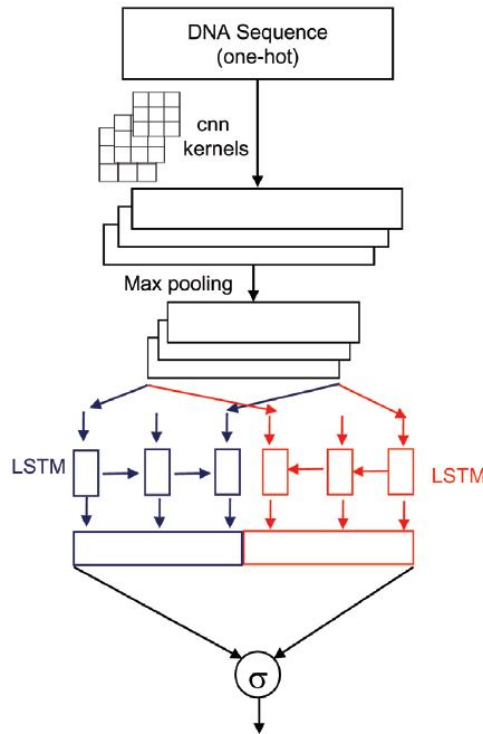 DNA Sequence
(one-hot)
cnn
kernels
Max pooling
LSTM
LSTM
σ